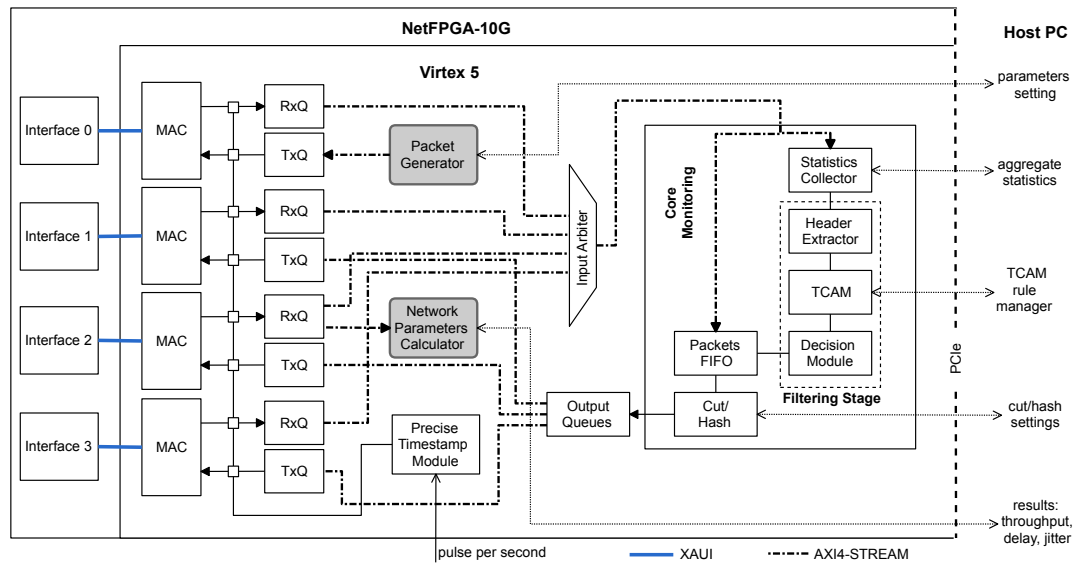 NetFPGA-10G
Host PC
Virtex 5
parameters
setting
Interface 0
MAC
RxQ
TxQ
Packet
Generator
Statistics
Collector
aggregate
statistics
Core
Monitoring
Interface 1
MAC
RxQ
TxQ
Input Arbiter
Header
Extractor
TCAM
TCAM
rule
manager
Interface 2
MAC
RxQ
TxQ
Network
Parameters
Calculator
Packets
FIFO
Decision
Module
Filtering Stage
PCIe
Interface 3
MAC
RxQ
TxQ
Precise
Timestamp
Module
Output
Queues
Cut/
Hash
cut/hash
settings
results:
throughput,
delay, jitter
pulse per second
XAUI
AXI4-STREAM